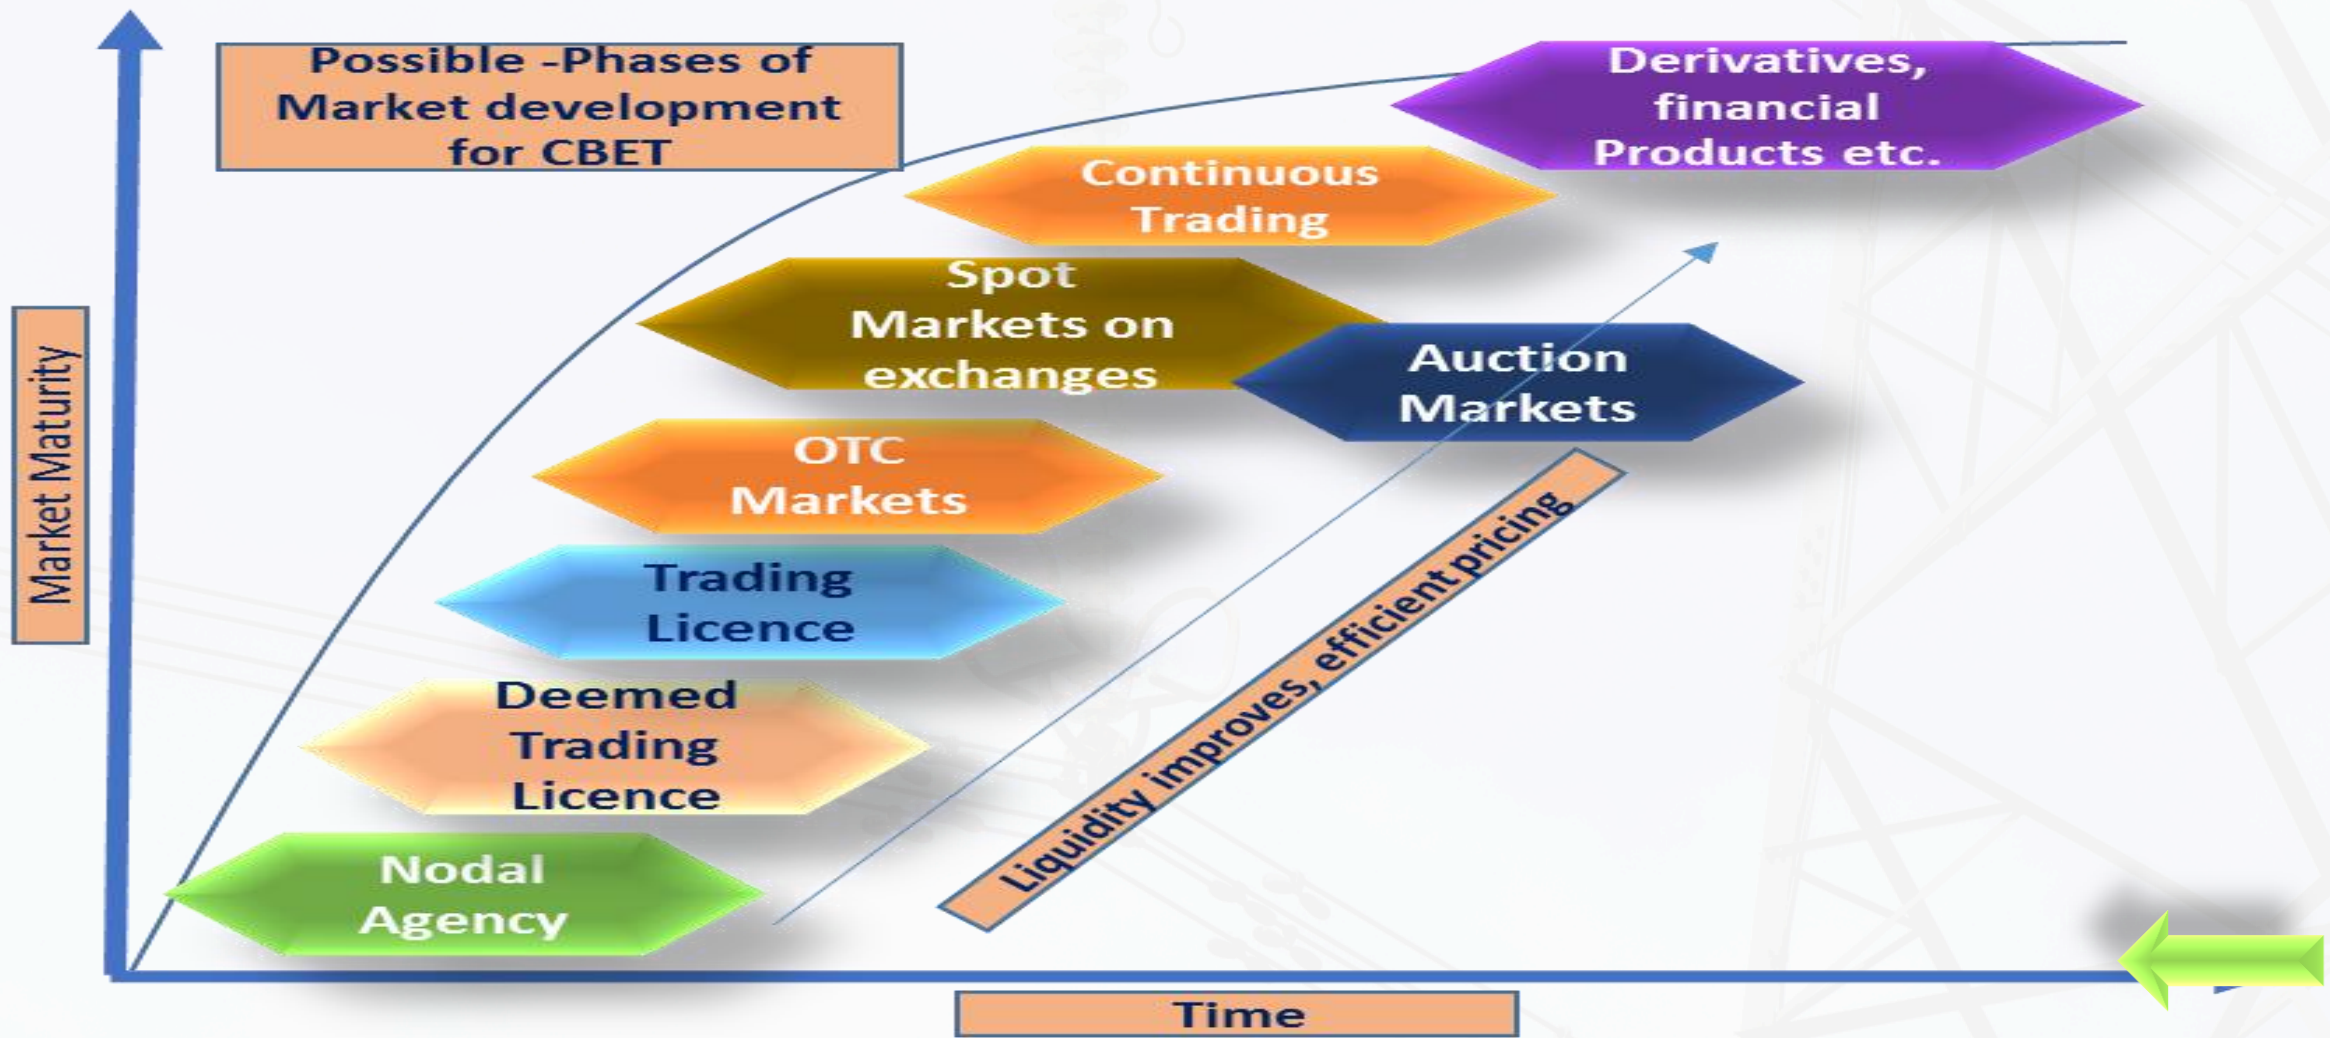 Possible -Phases of
Market development
for CBET
Derivatives,
financial
Products etc.
Continuous
Trading
Spot
Markets on
exchanges
Auction
Markets
OTC
Markets
Trading
Licence
Deemed
Trading
Licence
Nodal
Agency
Market Maturity
Liquidity improves, efficient pricing
Time